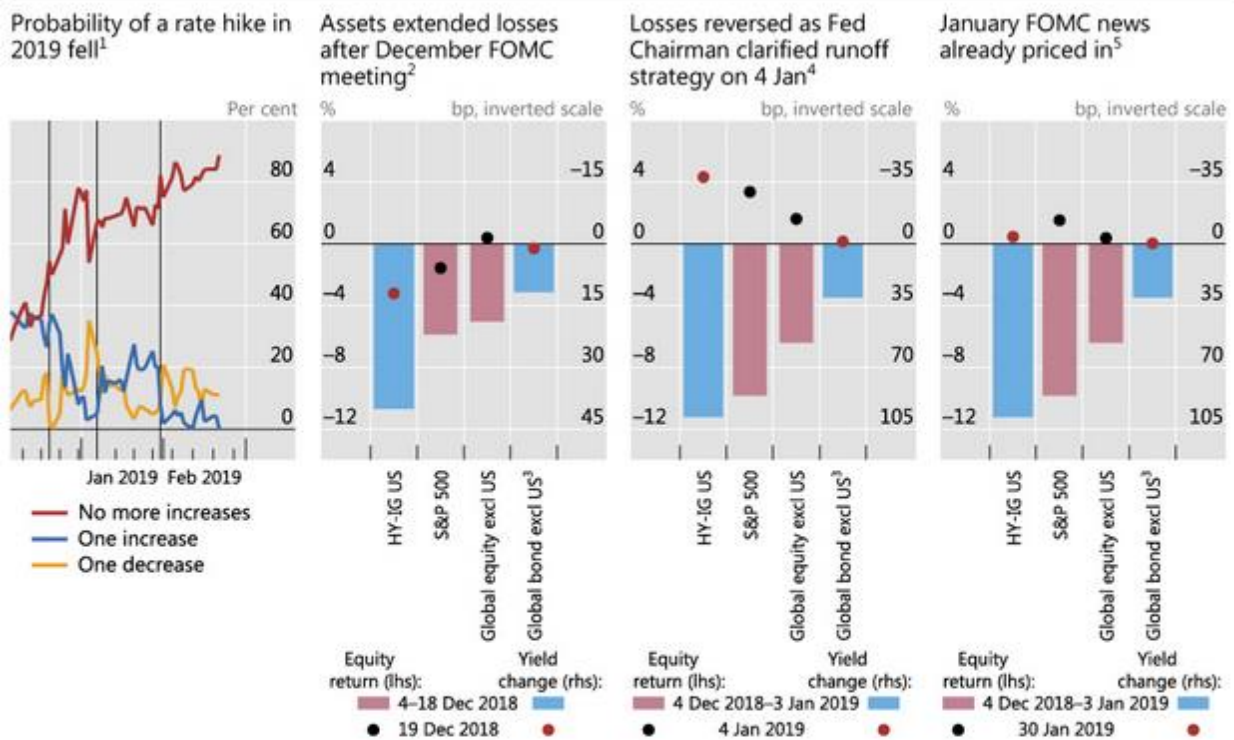 Probability of a rate hike in
2019 fell1
Per cent
80
60
40
20
0
Jan 2019 Feb 2019
No more increases
One increase
One decrease
Assets extended losses
after December FOMC
meeting2
% bp, inverted scale
4 –15
0 0
–4 15
–8 30
–12 45
HY-IG US
S&P 500
Global equity excl US
Global bond excl US3
Equity Yield
return (lhs): change (rhs):
4–18 Dec 2018
19 Dec 2018
Losses reversed as Fed
Chairman clarified runoff
strategy on 4 Jan4
% bp, inverted scale
4 –35
0 0
–4 35
–8 70
–12 105
HY-IG US
S&P 500
Global equity excl US
Global bond excl US3
Equity Yield
return (lhs): change (rhs):
4 Dec 2018–3 Jan 2019
4 Jan 2019
January FOMC news
already priced in5
% bp, inverted scale
4 –35
0 0
–4 35
–8 70
–12 105
HY-IG US
S&P 500
Global equity excl US
Global bond excl US3
Equity Yield
return (lhs): change (rhs):
4 Dec 2018–3 Jan 2019
30 Jan 2019